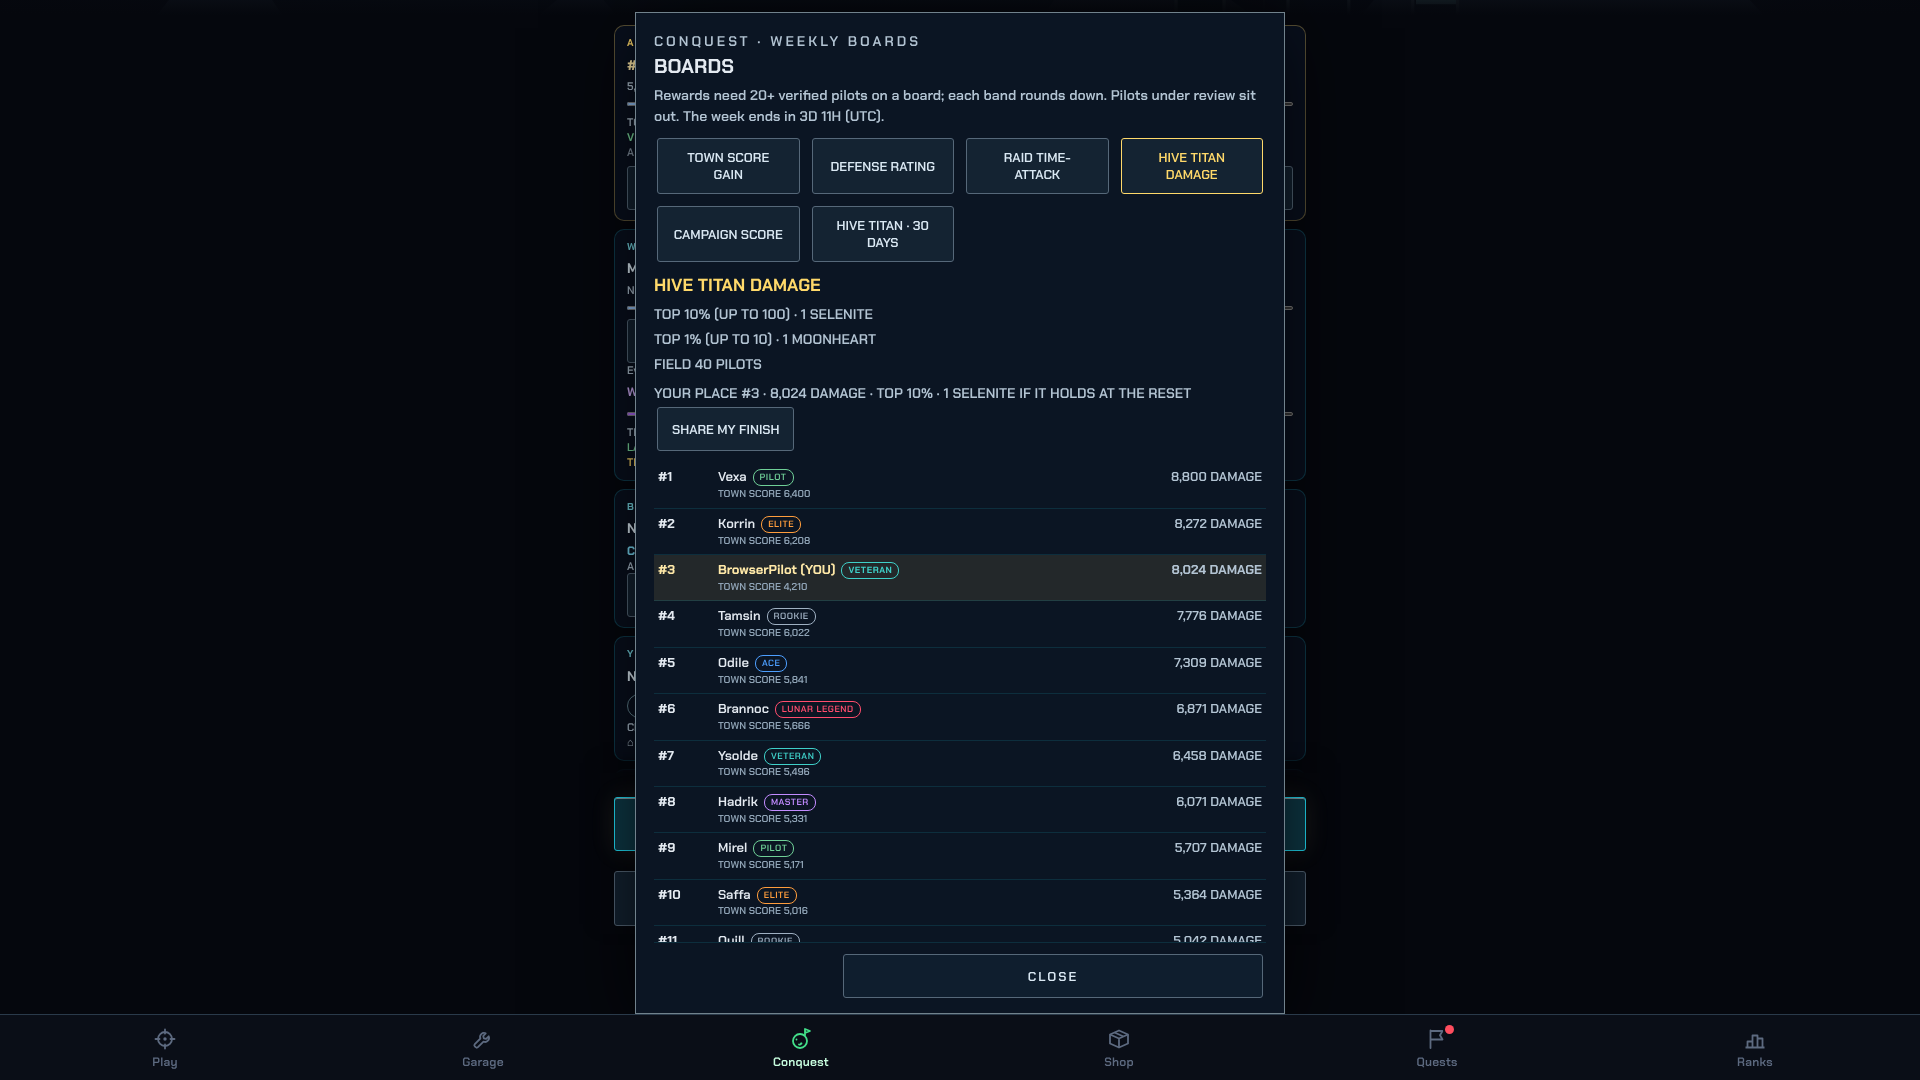 CONQUEST · WEEKLY BOARDS
BOARDS
Rewards need 20+ verified pilots on a board; each band rounds down. Pilots under review sit
out. The week ends in 3D 11H (UTC).
TOWN SCORE
GAIN
DEFENSE RATING
RAID TIME-
ATTACK
HIVE TITAN
DAMAGE
CAMPAIGN SCORE
HIVE TITAN · 30
DAYS
HIVE TITAN DAMAGE
TOP 10% (UP TO 100) · 1 SELENITE
TOP 1% (UP TO 10) · 1 MOONHEART
FIELD 40 PILOTS
YOUR PLACE #3 · 8,024 DAMAGE · TOP 10% · 1 SELENITE IF IT HOLDS AT THE RESET
SHARE MY FINISH
#1 Vexa PILOT 8,800 DAMAGE
TOWN SCORE 6,400
#2 Korrin ELITE 8,272 DAMAGE
TOWN SCORE 6,208
#3 BrowserPilot (YOU) VETERAN 8,024 DAMAGE
TOWN SCORE 4,210
#4 Tamsin ROOKIE 7,776 DAMAGE
TOWN SCORE 6,022
#5 Odile ACE 7,309 DAMAGE
TOWN SCORE 5,841
#6 Brannoc LUNAR LEGEND 6,871 DAMAGE
TOWN SCORE 5,666
#7 Ysolde VETERAN 6,458 DAMAGE
TOWN SCORE 5,496
#8 Hadrik MASTER 6,071 DAMAGE
TOWN SCORE 5,331
#9 Mirel PILOT 5,707 DAMAGE
TOWN SCORE 5,171
#10 Saffa ELITE 5,364 DAMAGE
TOWN SCORE 5,016
#11 Quill ROOKIE 5,042 DAMAGE
CLOSE
Play
Garage
Conquest
Shop
Quests
Ranks